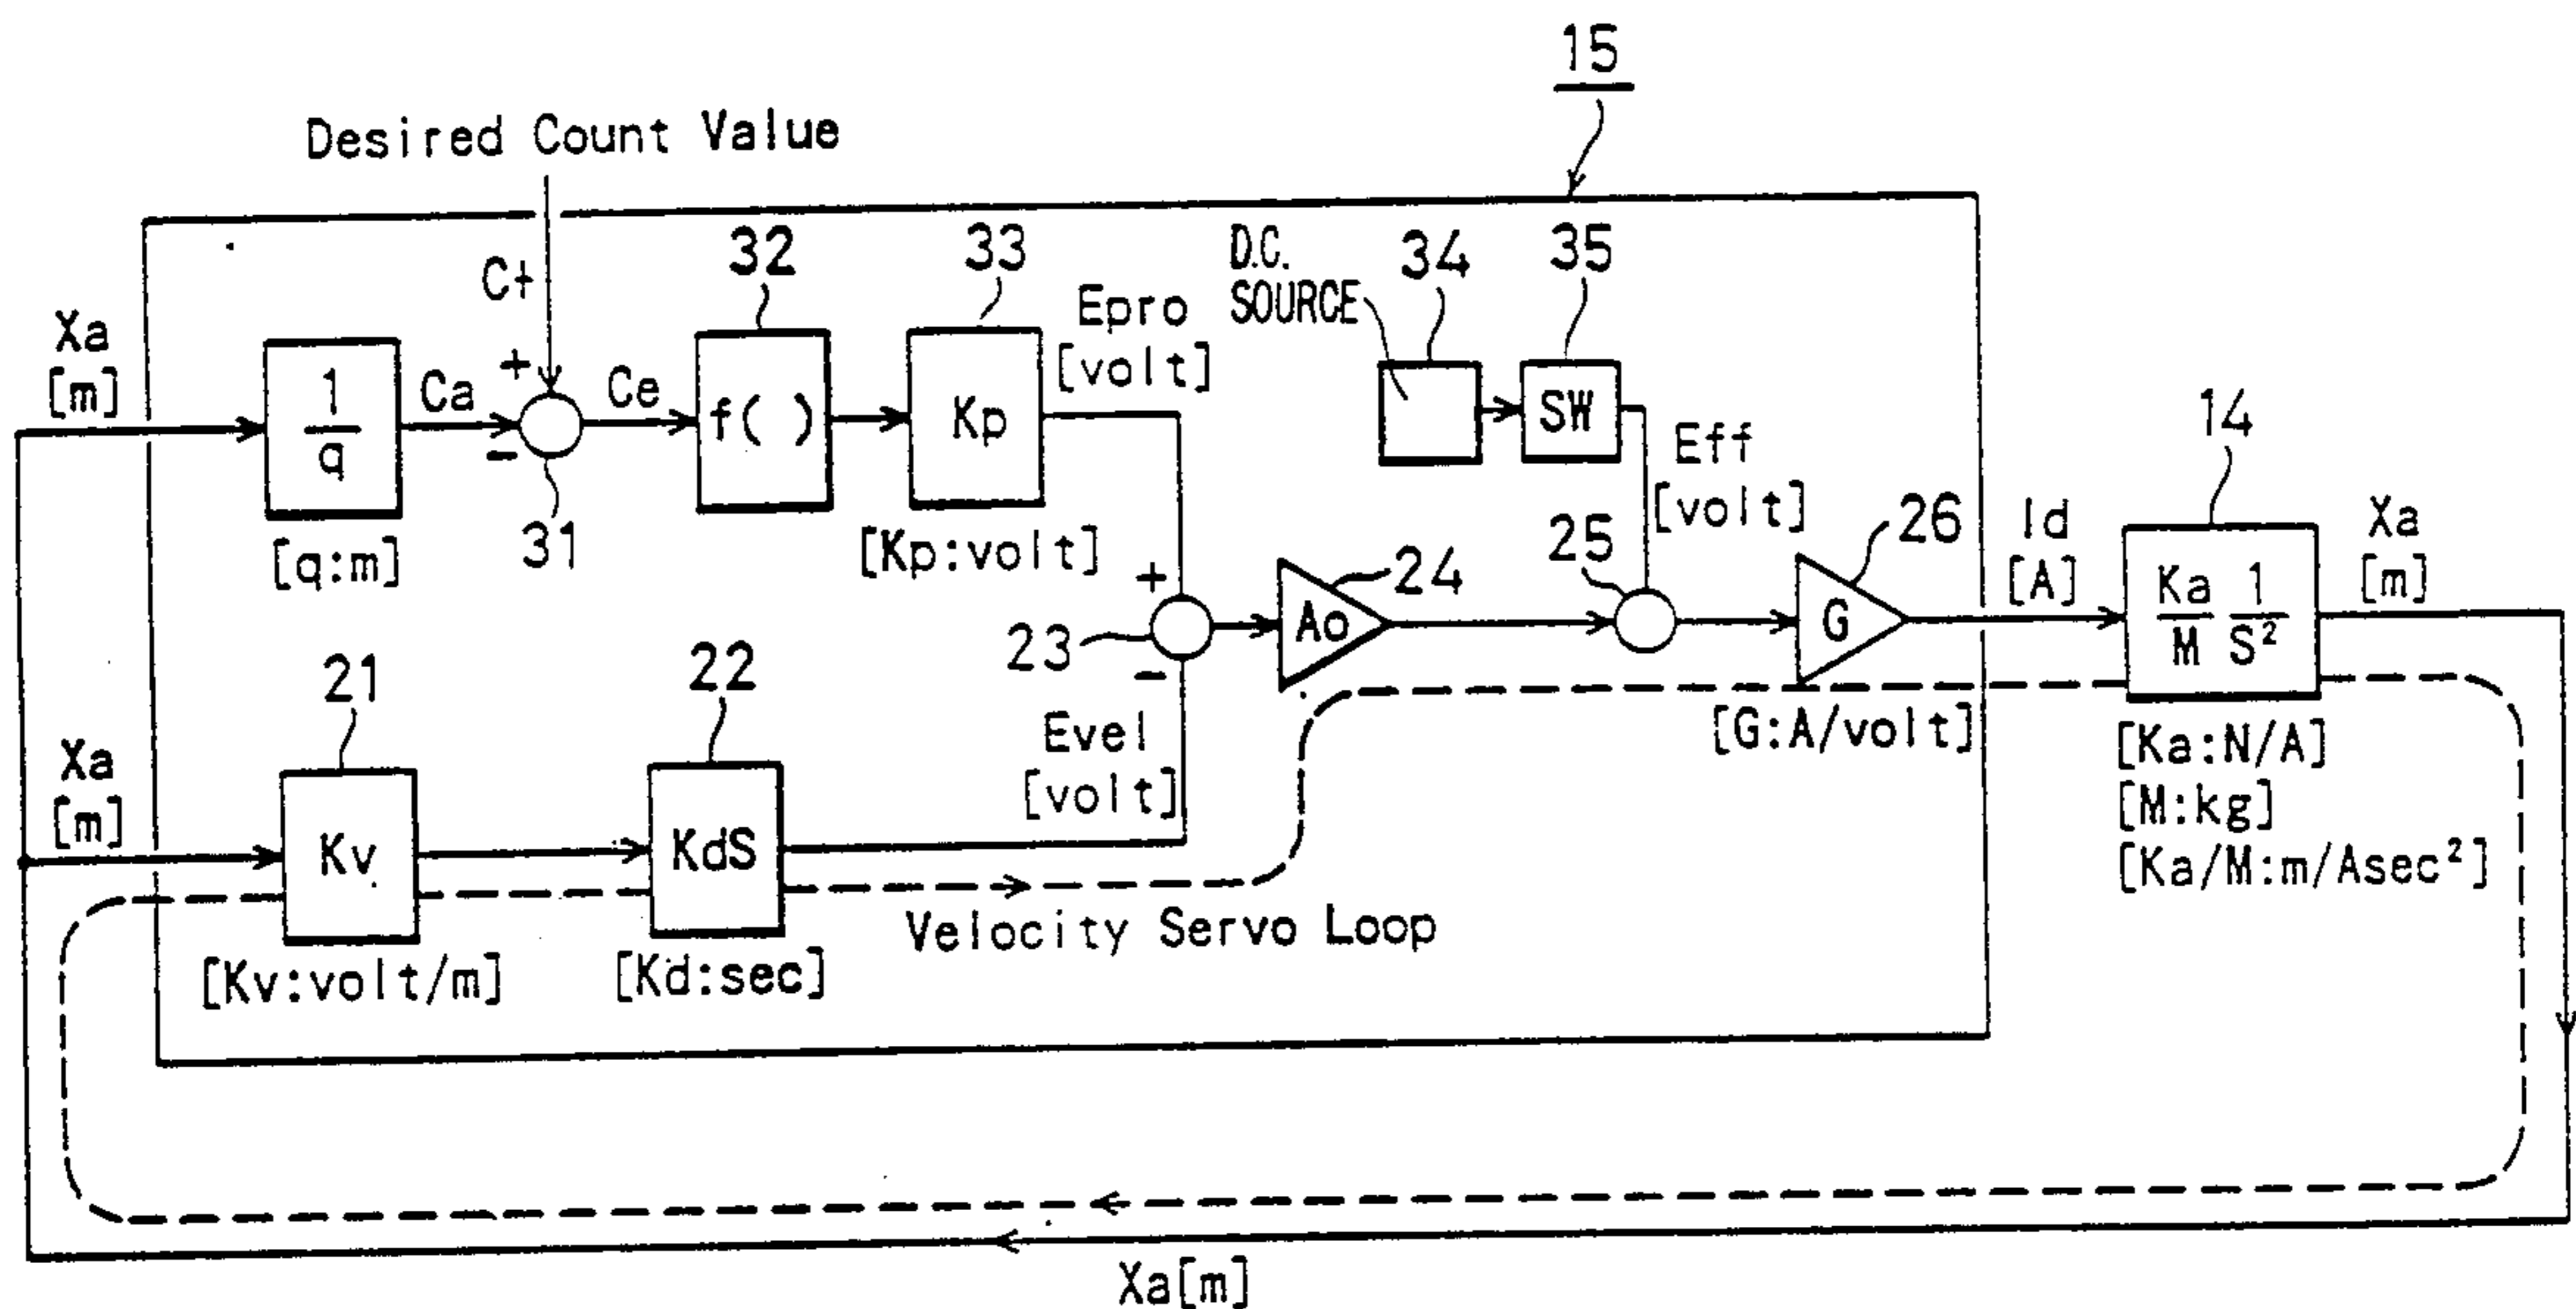 15
Desired Count Value
C+
32
33
D.C.
SOURCE
34
35
Xa
[m]
1
q
Ca
+
-
Ce
f( )
Kp
Epro
[volt]
SW
Eff
[volt]
14
31
[q:m]
[Kp:volt]
+
23
-
Ao
24
25
G
26
Id
[A]
Ka 1
M S²
Xa
[m]
21
22
Xa
[m]
Kv
KdS
Evel
[volt]
[G:A/volt]
[Ka:N/A]
[M:kg]
[Ka/M:m/Asec²]
Velocity Servo Loop
[Kv:volt/m]
[Kd:sec]
Xa[m]